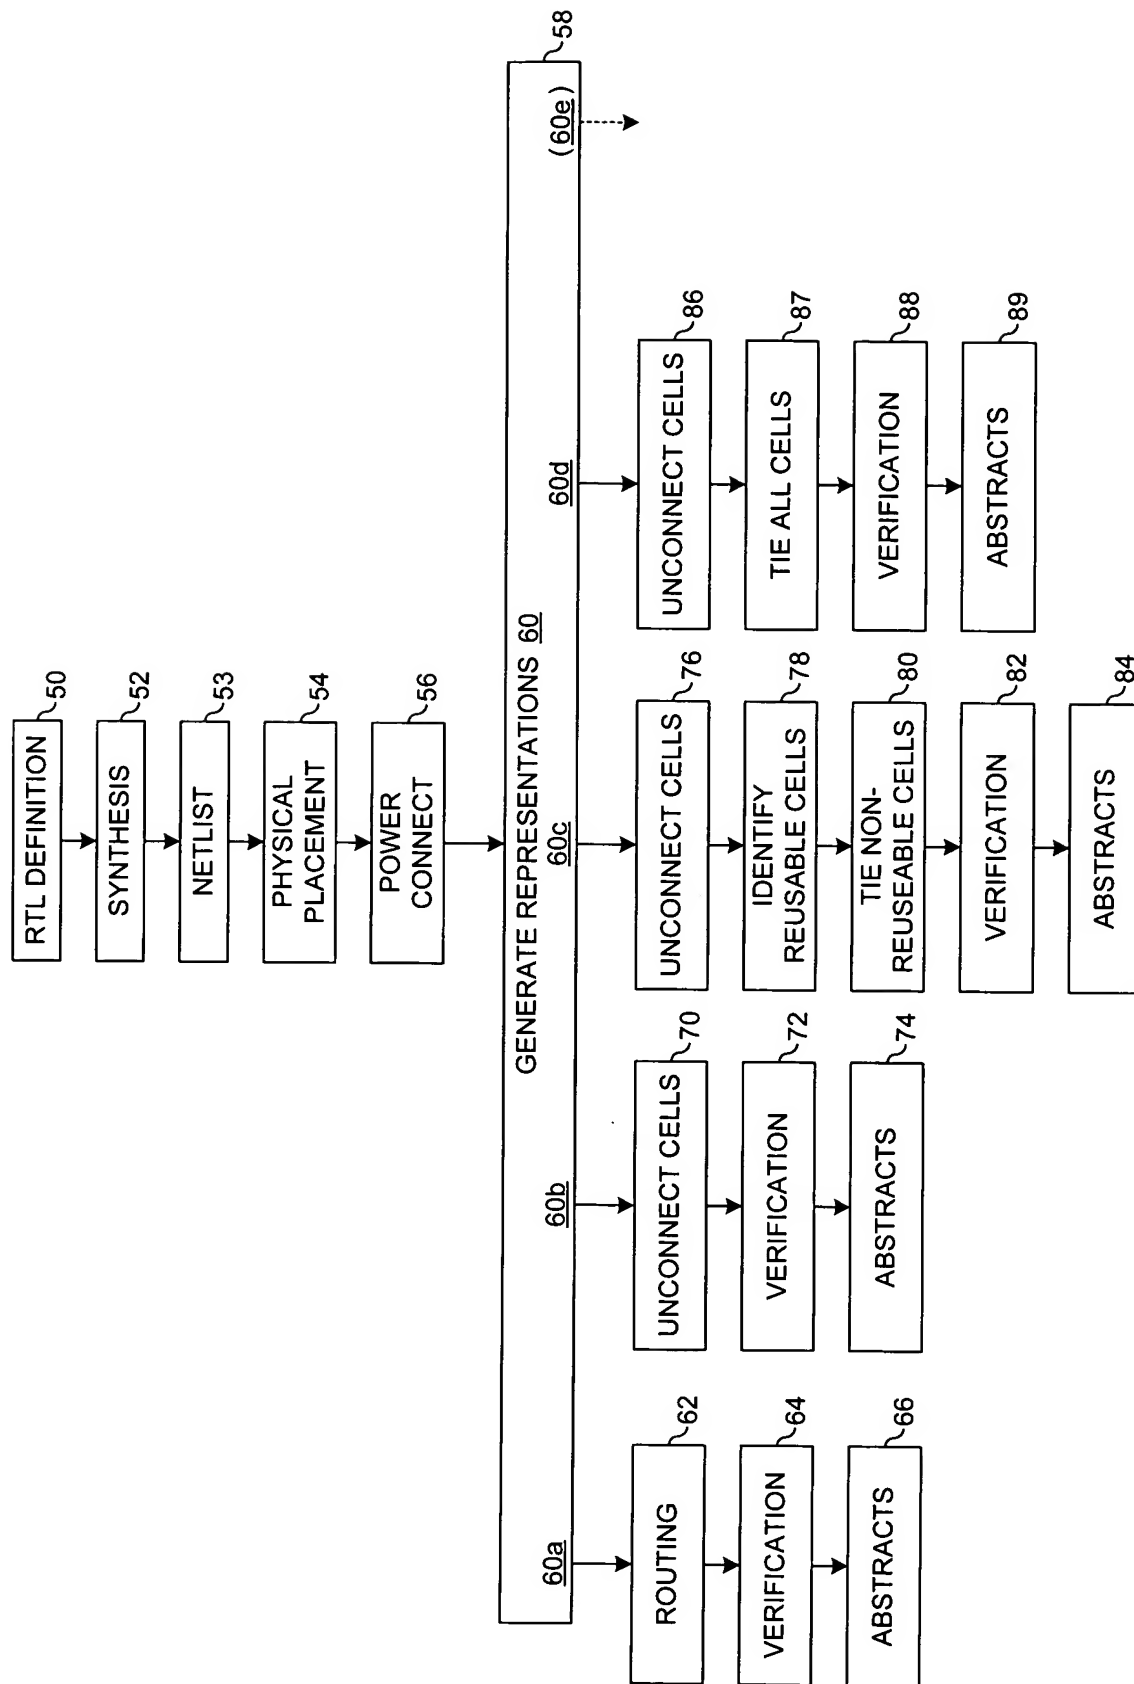 RTL DEFINITION
50
SYNTHESIS
52
NETLIST
53
PHYSICAL
PLACEMENT
54
POWER
CONNECT
56
GENERATE REPRESENTATIONS 60
58
60a
60b
60c
60d
(60e)
ROUTING
62
VERIFICATION
64
ABSTRACTS
66
UNCONNECT CELLS
70
VERIFICATION
72
ABSTRACTS
74
UNCONNECT CELLS
76
IDENTIFY
REUSABLE CELLS
78
TIE NON-
REUSEABLE CELLS
80
VERIFICATION
82
ABSTRACTS
84
UNCONNECT CELLS
86
TIE ALL CELLS
87
VERIFICATION
88
ABSTRACTS
89